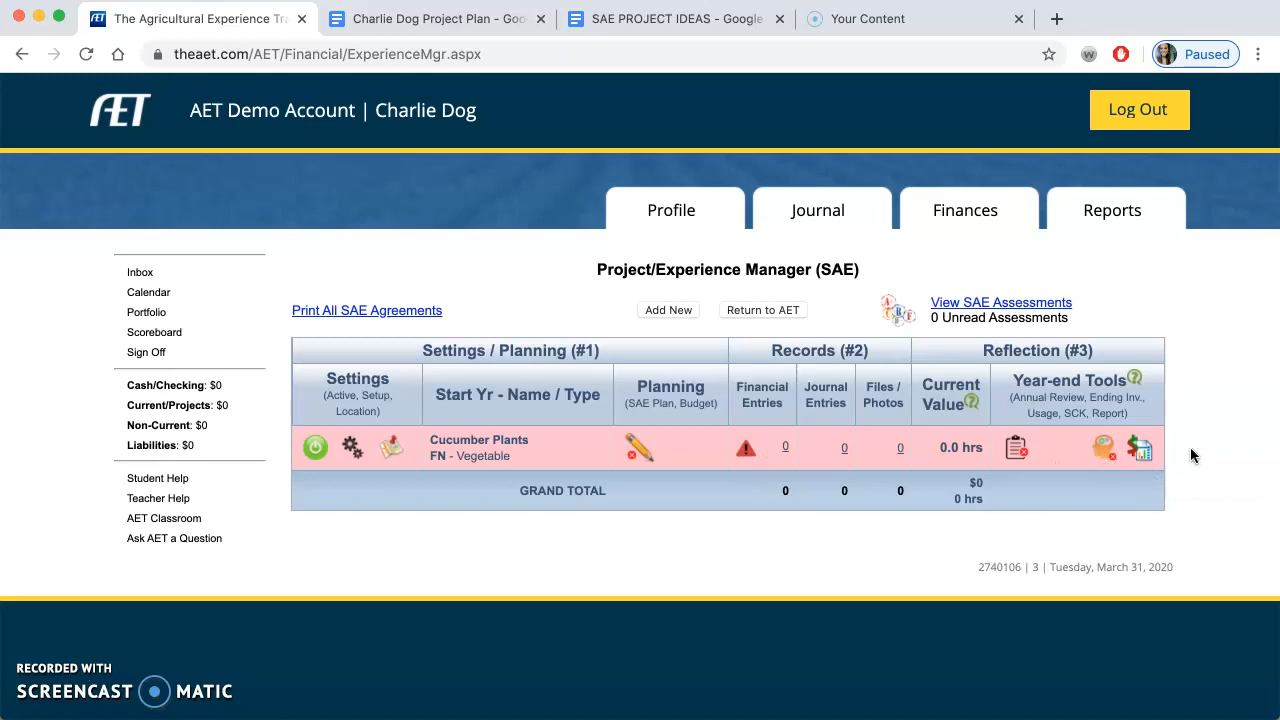 The Agricultural Experience Tra
Charlie Dog Project Plan - Goo
SAE PROJECT IDEAS - Google
Your Content
theaet.com/AET/Financial/ExperienceMgr.aspx
Paused
AET
AET Demo Account | Charlie Dog
Log Out
Profile
Journal
Finances
Reports
Inbox
Calendar
Portfolio
Scoreboard
Sign Off
Cash/Checking: $0
Current/Projects: $0
Non-Current: $0
Liabilities: $0
Student Help
Teacher Help
AET Classroom
Ask AET a Question
Project/Experience Manager (SAE)
Print All SAE Agreements
Add New
Return to AET
View SAE Assessments
0 Unread Assessments
Settings / Planning (#1)
Records (#2)
Reflection (#3)
Settings
(Active, Setup,
Location)
Start Yr - Name / Type
Planning
(SAE Plan, Budget)
Financial
Entries
Journal
Entries
Files /
Photos
Current
Value
Year-end Tools
(Annual Review, Ending Inv.,
Usage, SCK, Report)
Cucumber Plants
FN - Vegetable
0
0
0
0.0 hrs
GRAND TOTAL
0
0
0
$0
0 hrs
2740106 | 3 | Tuesday, March 31, 2020
RECORDED WITH
SCREENCAST MATIC